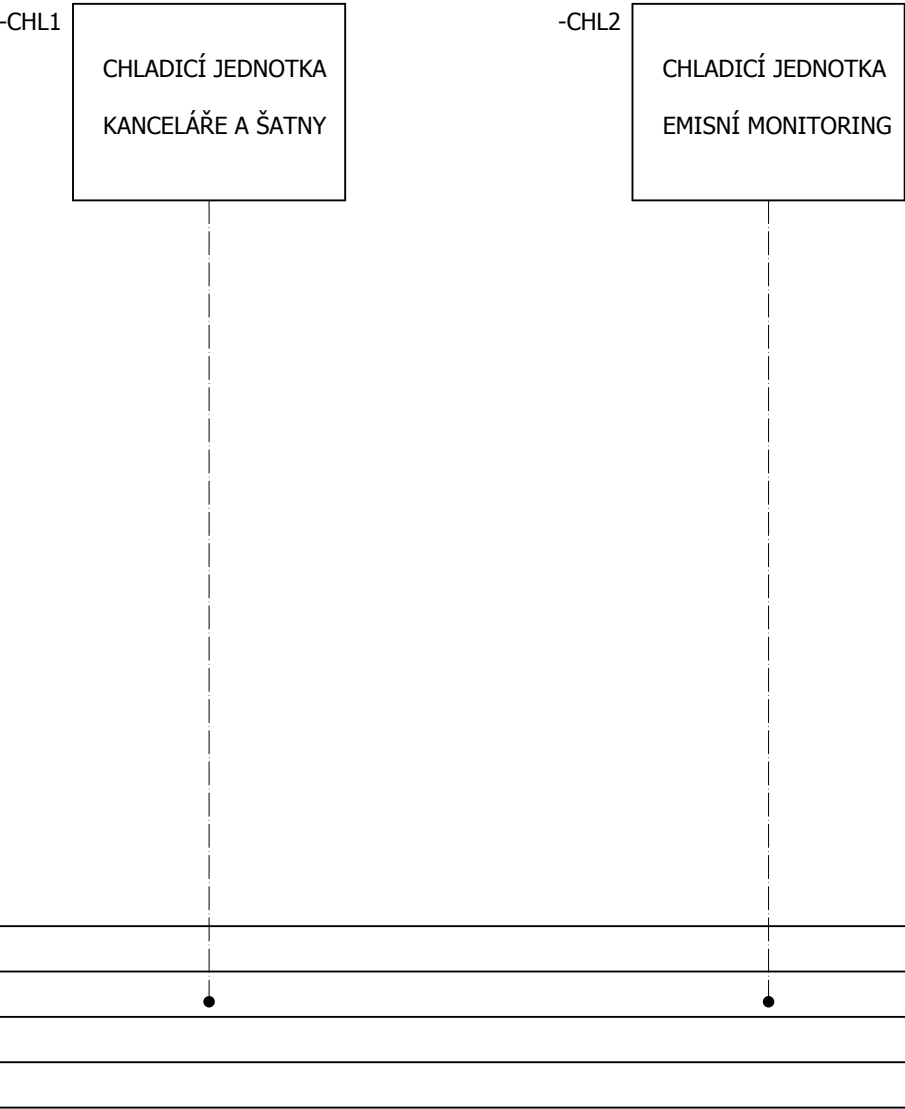 -CHL1
CHLADICÍ JEDNOTKA
KANCELÁŘE A ŠATNY
-CHL2
CHLADICÍ JEDNOTKA
EMISNÍ MONITORING